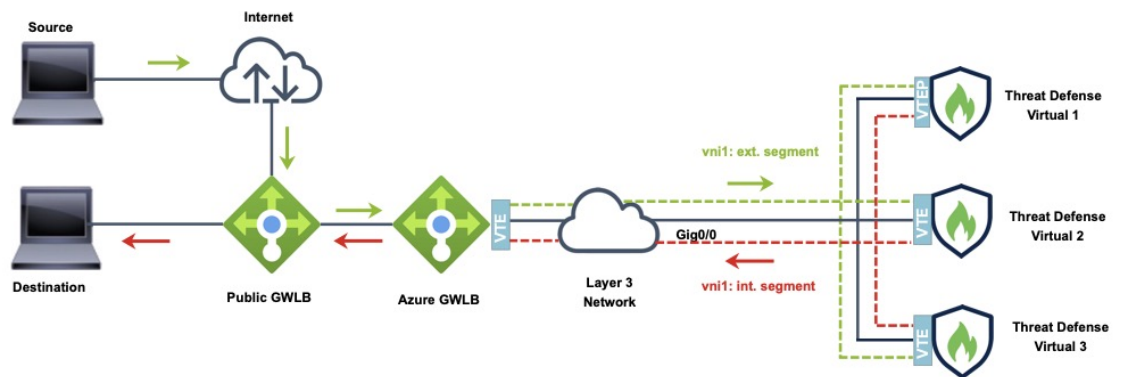 Source
Internet
Destination
Public GWLB
Azure GWLB
VTE
Layer 3
Network
Gig0/0
vni1: ext. segment
vni1: int. segment
VTEP
Threat Defense
Virtual 1
VTE
Threat Defense
Virtual 2
VTE
Threat Defense
Virtual 3